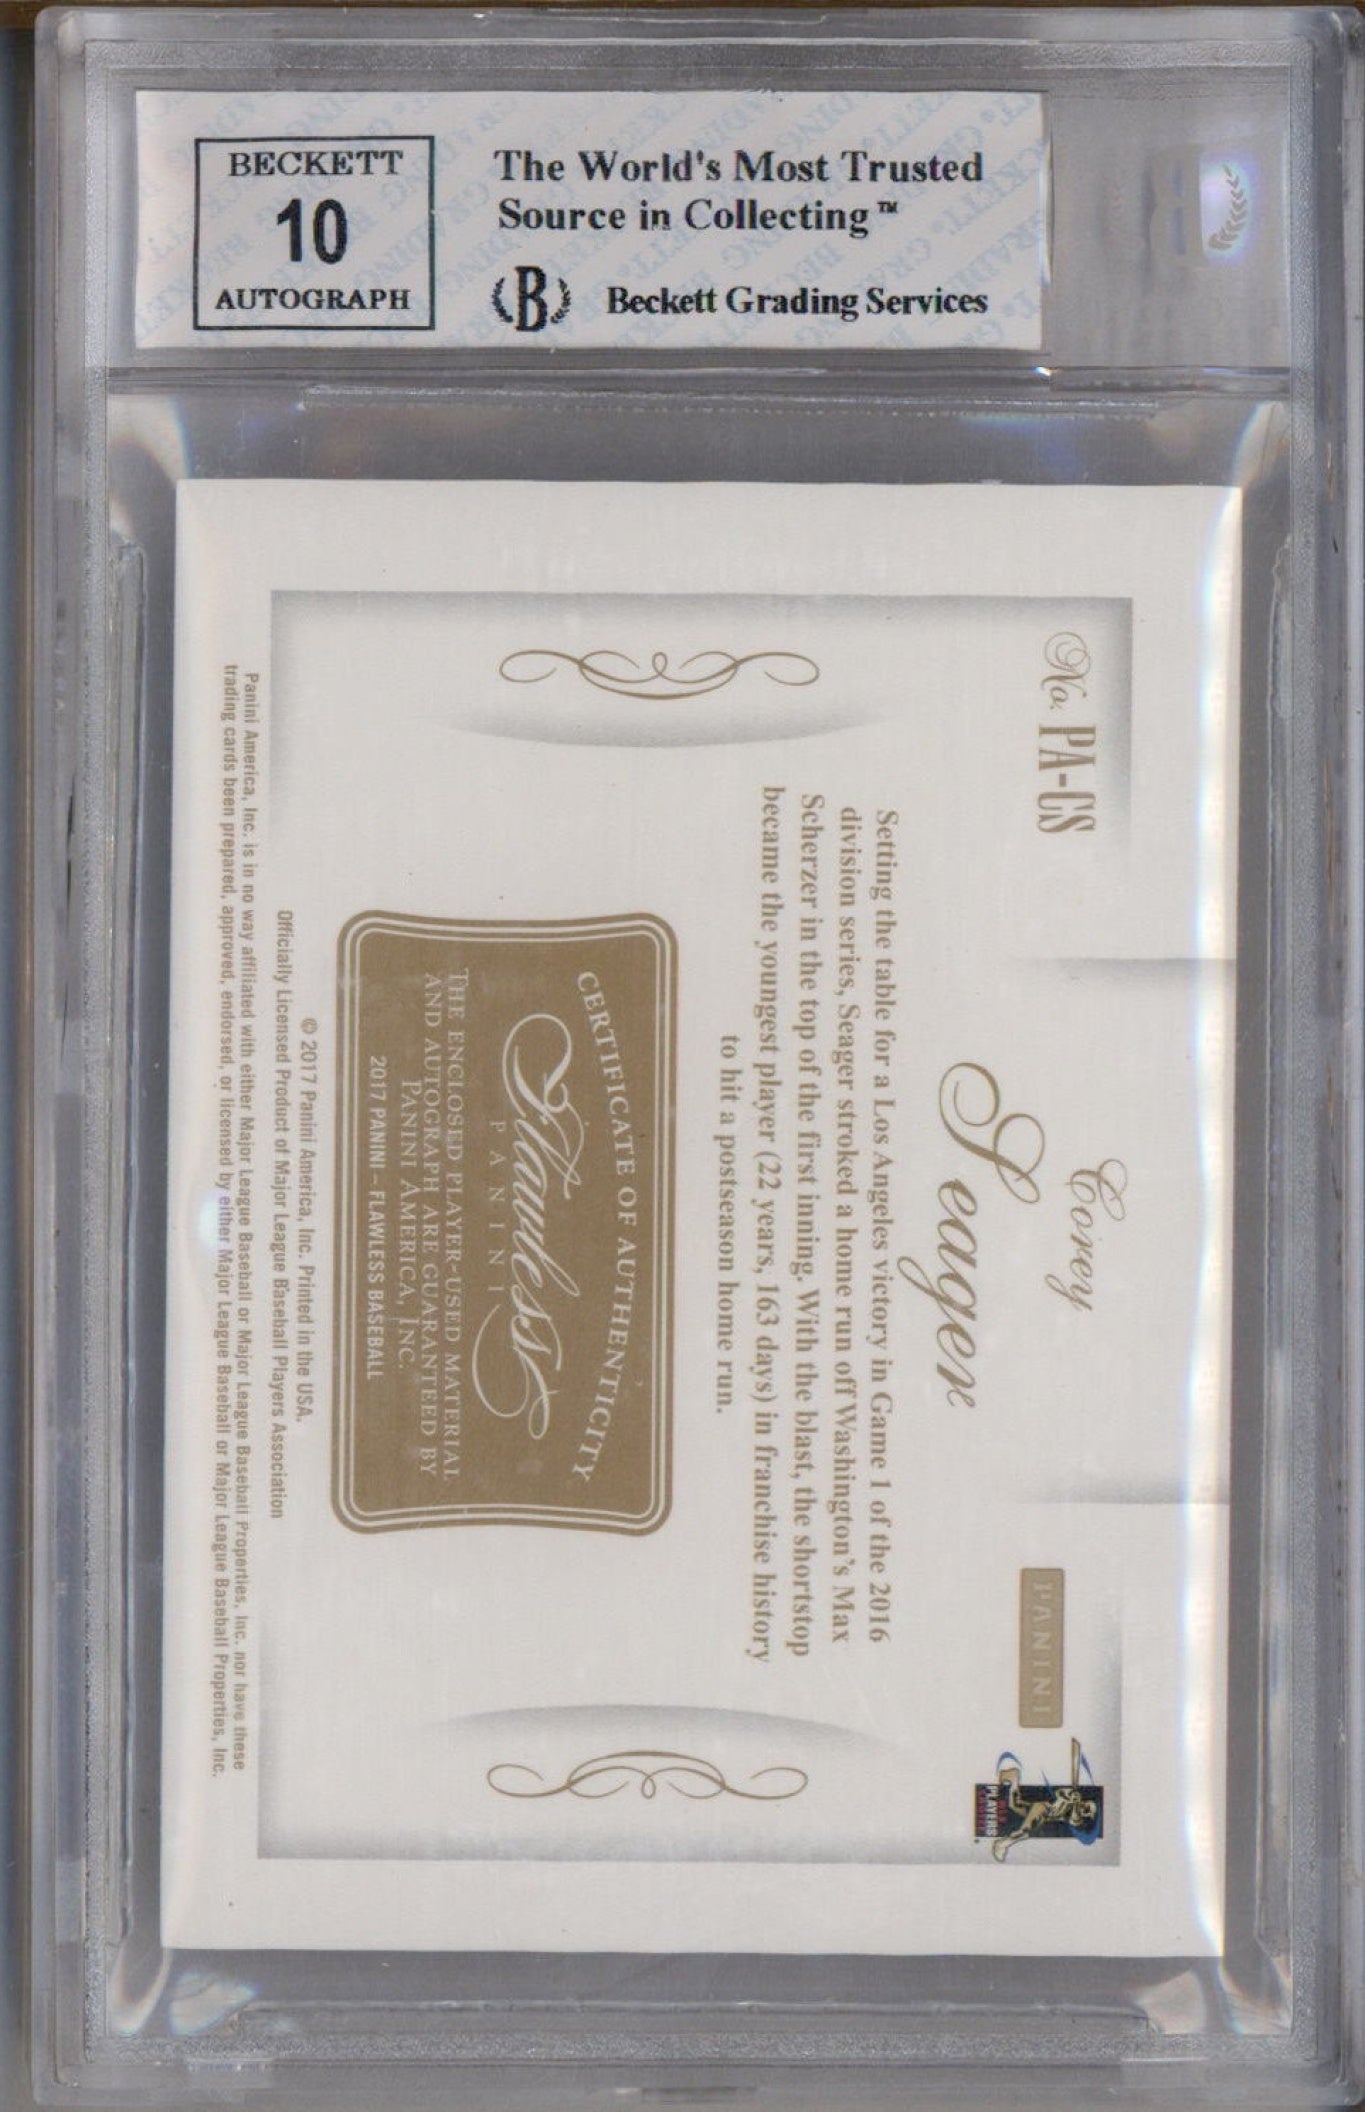 BECKETT
10
AUTOGRAPH
The World's Most Trusted
Source in Collecting™
B
Beckett Grading Services
No. PA-CS
Corey
Seager
PANINI
PLAYERS
Setting the table for a Los Angeles victory in Game 1 of the 2016
division series, Seager stroked a home run off Washington's Max
Scherzer in the top of the first inning. With the blast, the shortstop
became the youngest player (22 years, 163 days) in franchise history
to hit a postseason home run.
CERTIFICATE OF AUTHENTICITY
Flawless
PANINI
THE ENCLOSED PLAYER-USED MATERIAL
AND AUTOGRAPH ARE GUARANTEED BY
PANINI AMERICA, INC.
2017 PANINI – FLAWLESS BASEBALL
© 2017 Panini America, Inc. Printed in the USA.
Officially Licensed Product of Major League Baseball Players Association
Panini America, Inc. is in no way affiliated with either Major League Baseball or Major League Baseball Properties, Inc. nor have these
trading cards been prepared, approved, endorsed, or licensed by either Major League Baseball or Major League Baseball Properties, Inc.